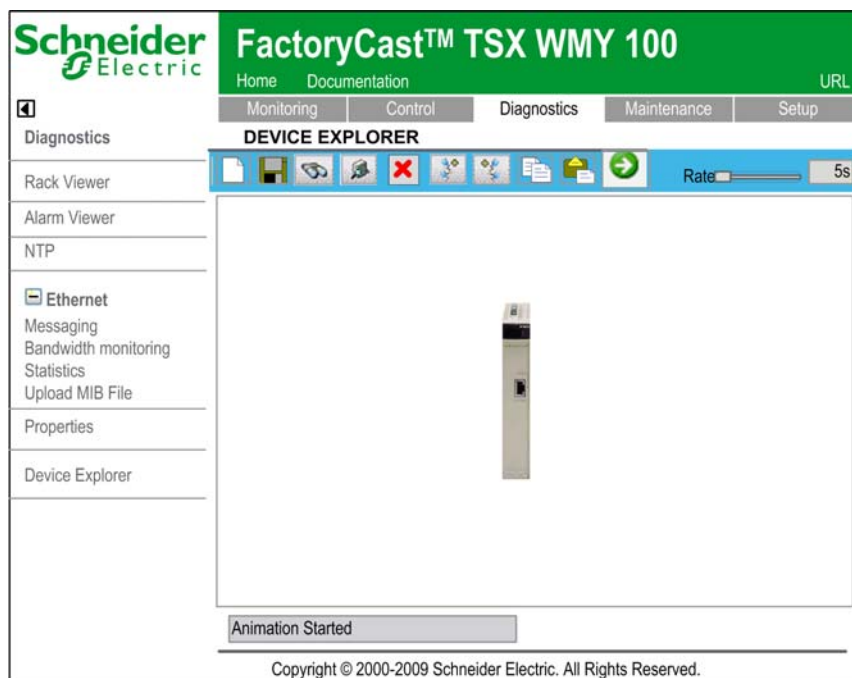 Schneider
Electric
FactoryCast™ TSX WMY 100
Home Documentation URL
Monitoring Control Diagnostics Maintenance Setup
Diagnostics
DEVICE EXPLORER
Rate 5s
Rack Viewer
Alarm Viewer
NTP
Ethernet
Messaging
Bandwidth monitoring
Statistics
Upload MIB File
Properties
Device Explorer
Animation Started
Copyright © 2000-2009 Schneider Electric. All Rights Reserved.